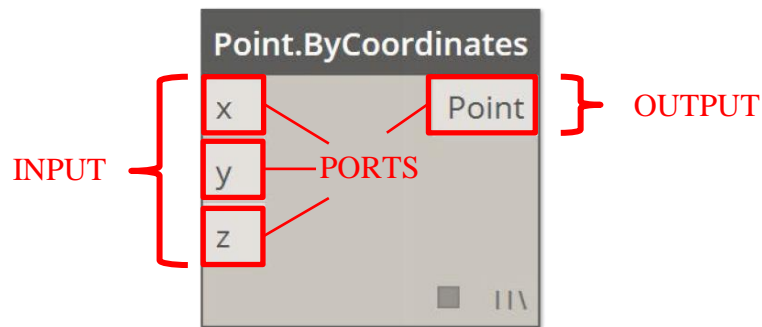 Point.ByCoordinates
x
Point
OUTPUT
INPUT
y
PORTS
z